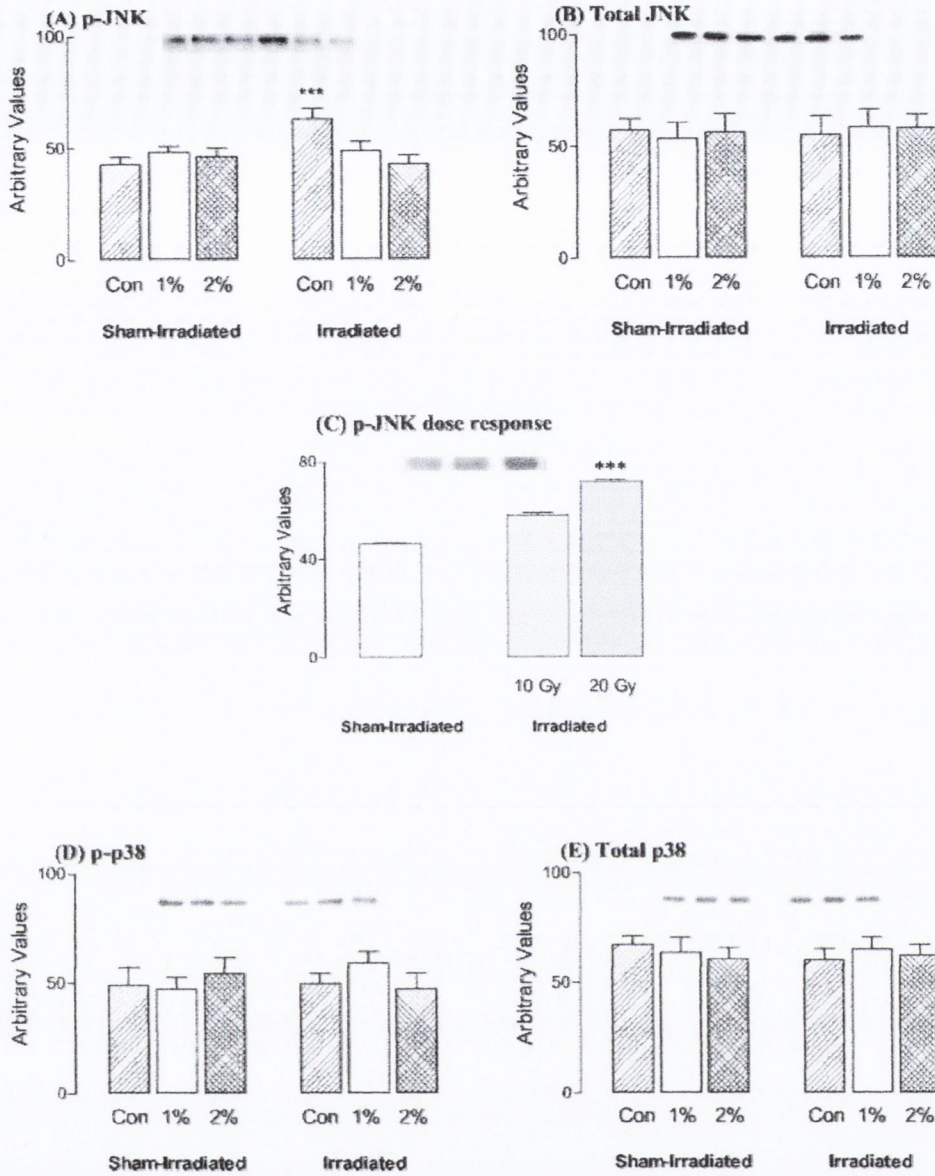 (A) p-JNK
100
50
0
Arbitrary Values
***
Con 1% 2% Con 1% 2%
Sham-Irradiated Irradiated
(B) Total JNK
100
50
0
Arbitrary Values
Con 1% 2% Con 1% 2%
Sham-Irradiated Irradiated
(C) p-JNK dose response
80
40
0
Arbitrary Values
***
10 Gy 20 Gy
Sham-Irradiated Irradiated
(D) p-p38
100
50
0
Arbitrary Values
Con 1% 2% Con 1% 2%
Sham-Irradiated Irradiated
(E) Total p38
100
50
0
Arbitrary Values
Con 1% 2% Con 1% 2%
Sham-Irradiated Irradiated